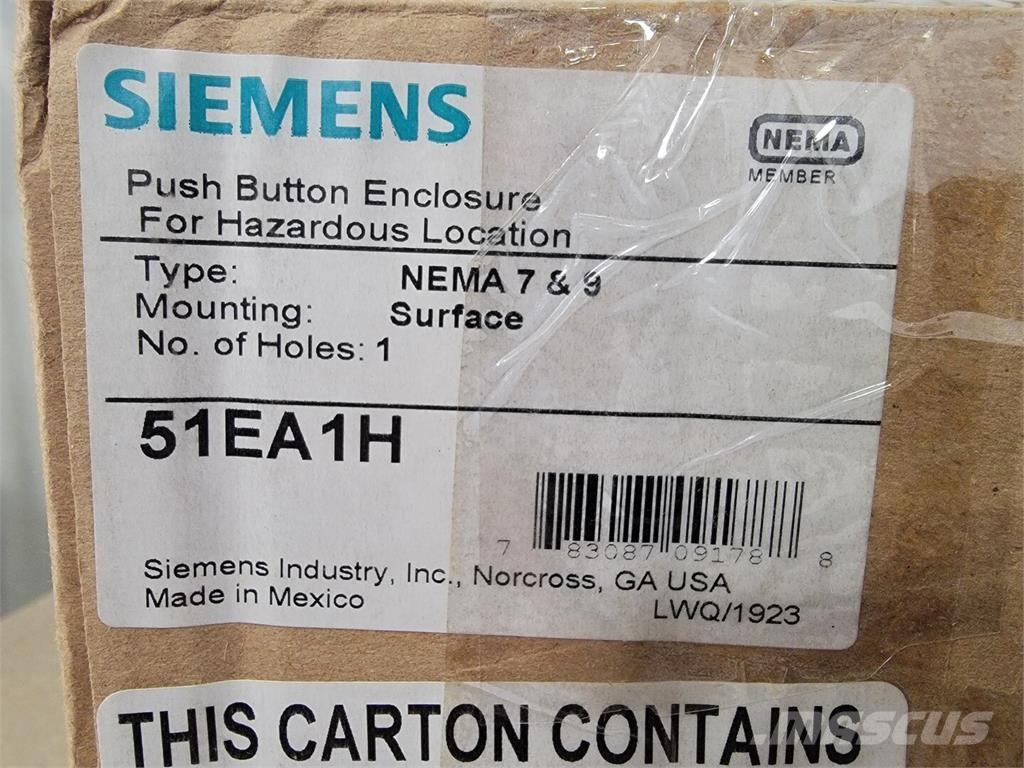 SIEMENS
NEMA
MEMBER
Push Button Enclosure
For Hazardous Location
Type: NEMA 7 & 9
Mounting: Surface
No. of Holes: 1
51EA1H
7 83087 09178 8
Siemens Industry, Inc., Norcross, GA USA
Made in Mexico
LWQ/1923
THIS CARTON CONTAINS
mascus